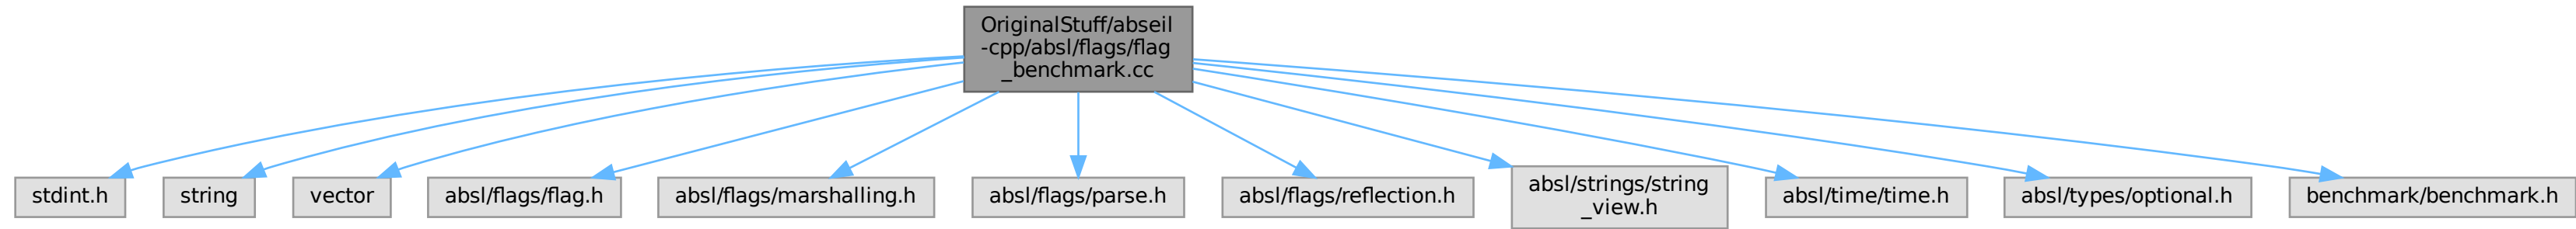 OriginalStuff/abseil
-cpp/absl/flags/flag
_benchmark.cc
stdint.h
string
vector
absl/flags/flag.h
absl/flags/marshalling.h
absl/flags/parse.h
absl/flags/reflection.h
absl/strings/string
_view.h
absl/time/time.h
absl/types/optional.h
benchmark/benchmark.h